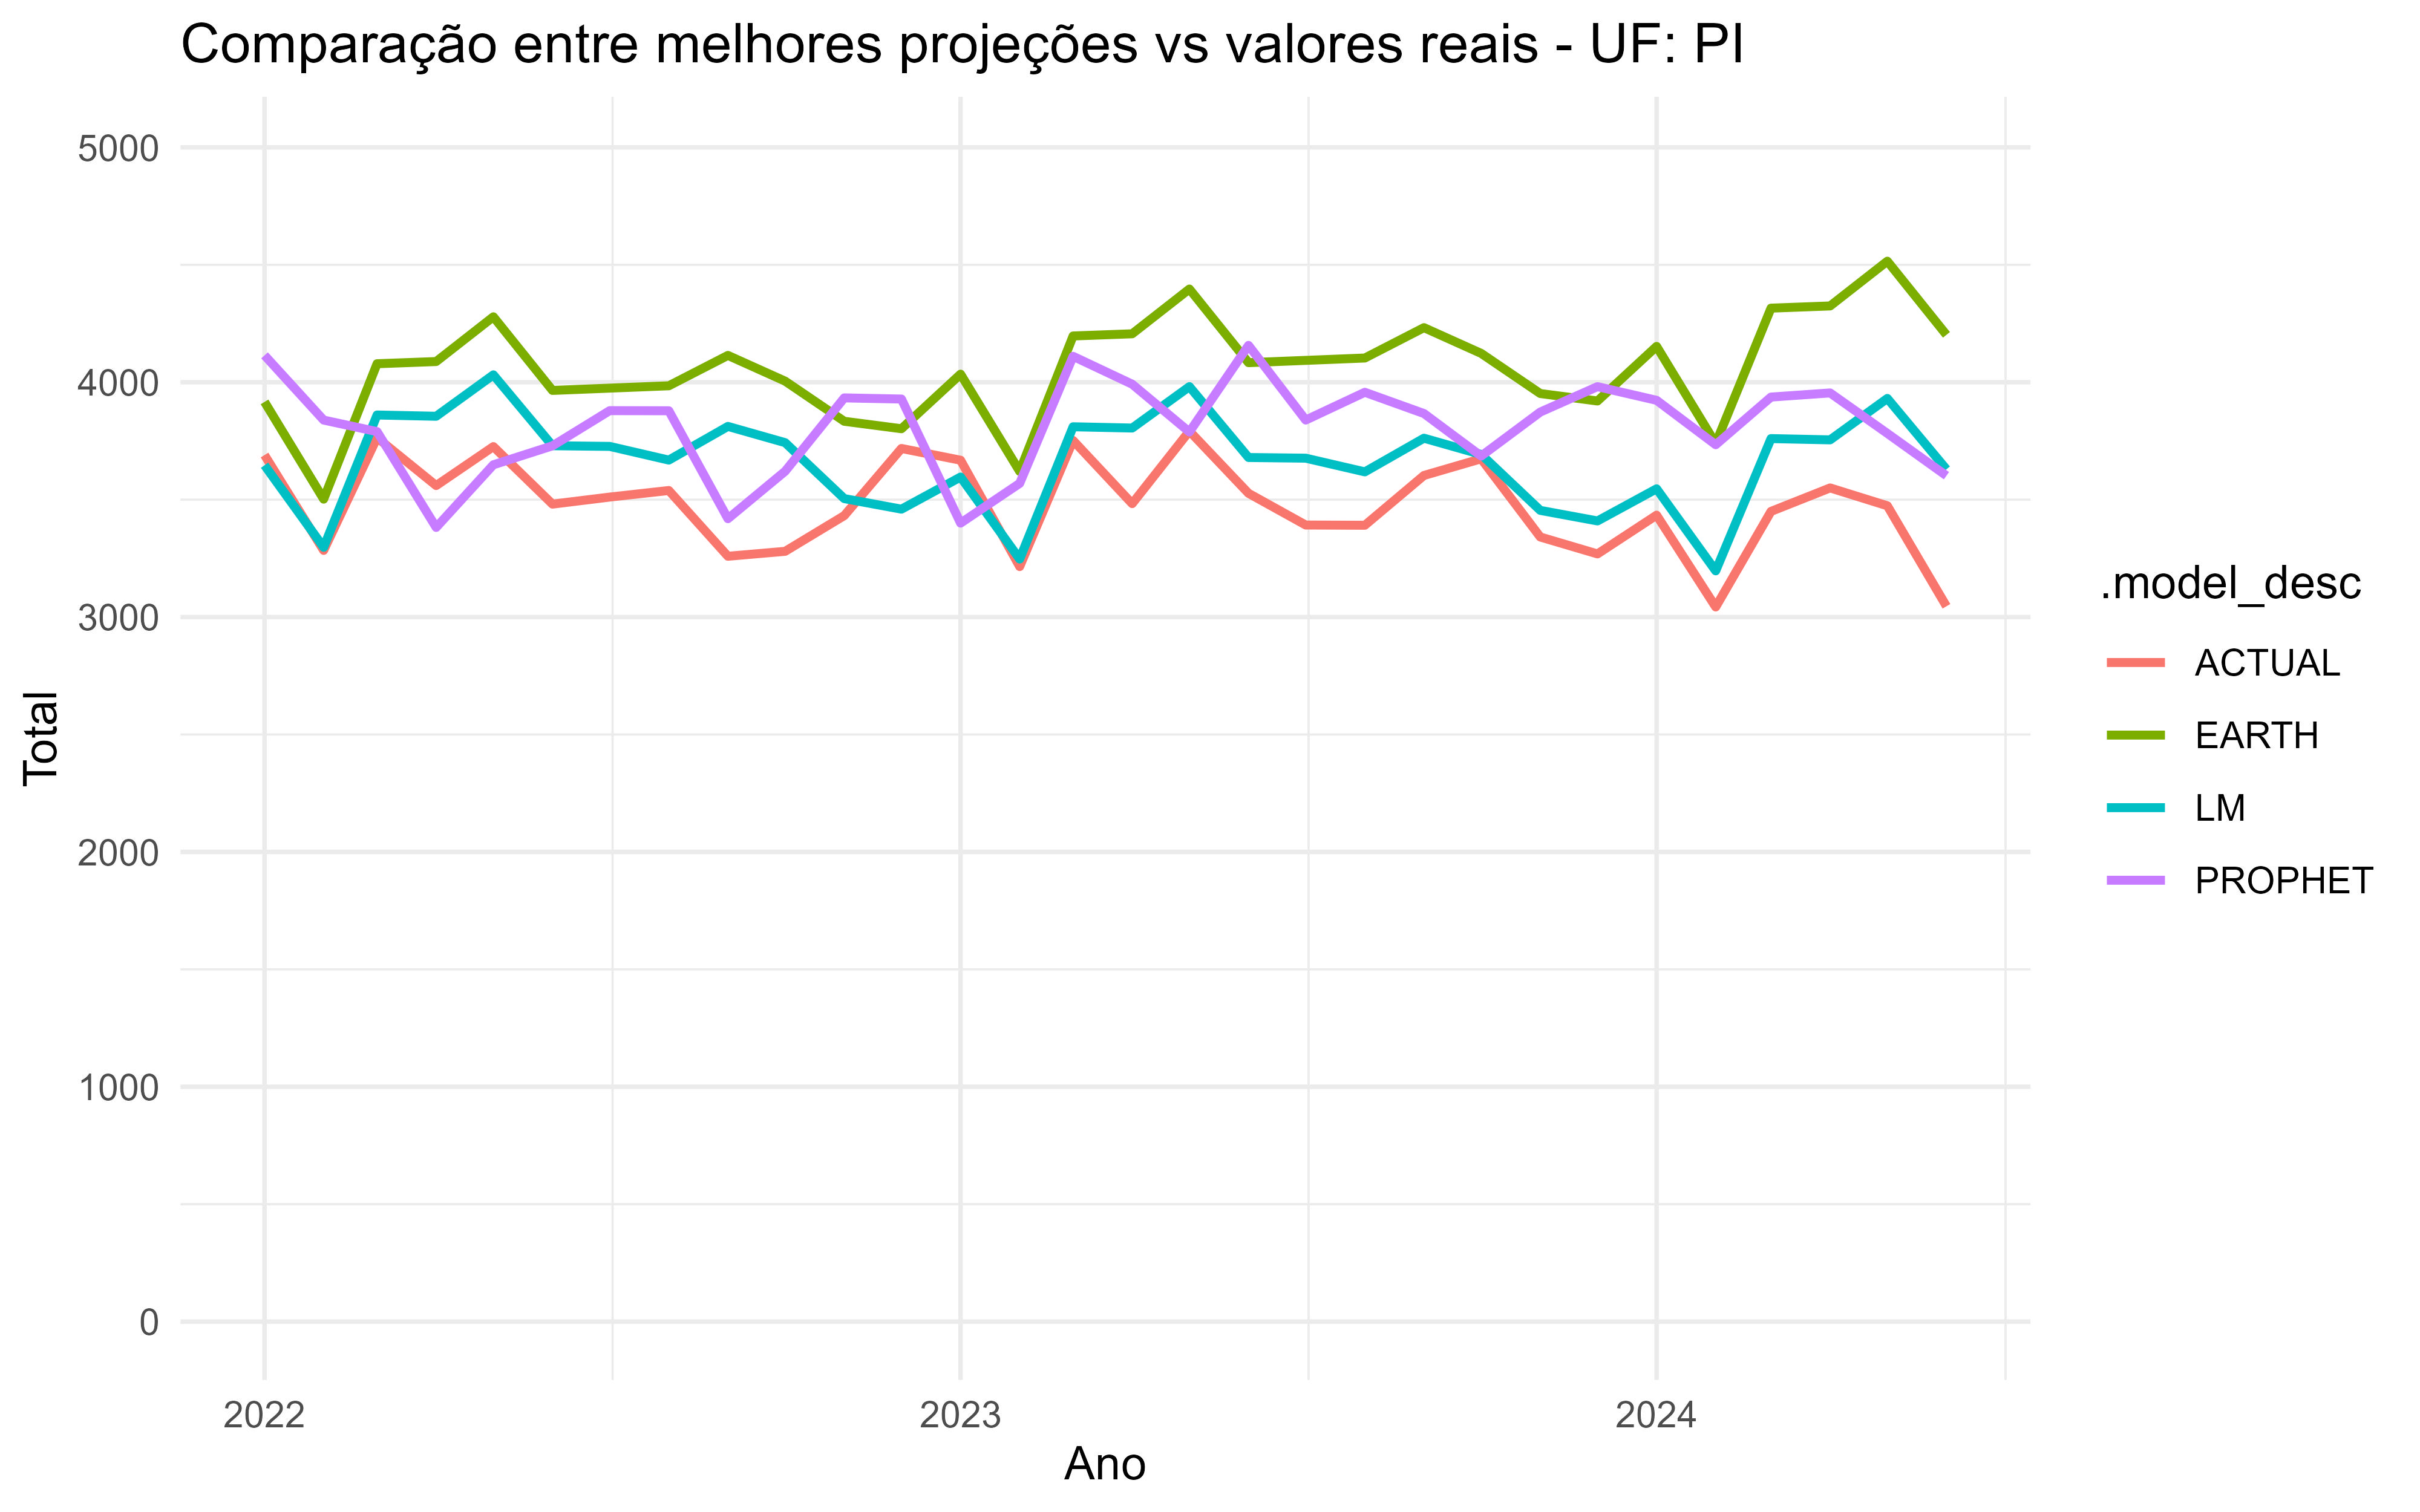 Comparação entre melhores projeções vs valores reais - UF: PI
5000
4000
3000
2000
1000
0
Total
2022
2023
2024
Ano
.model_desc
ACTUAL
EARTH
LM
PROPHET